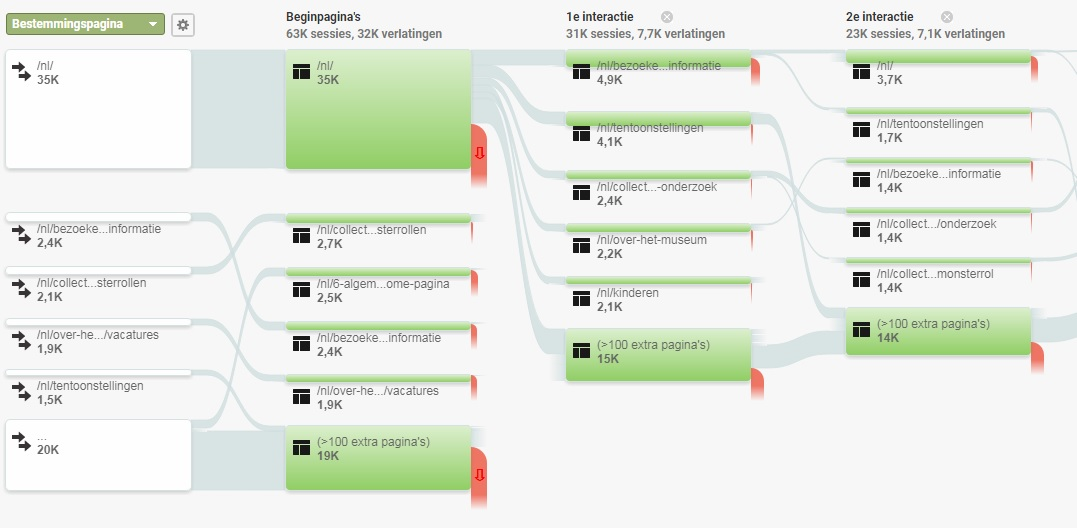 Bestemmingspagina
/nl/
35K
/nl/bezoeke...informatie
2,4K
/nl/collect...sterrollen
2,1K
/nl/over-he.../vacatures
1,9K
/nl/tentoonstellingen
1,5K
...
20K
Beginpagina's
63K sessies, 32K verlatingen
/nl/
35K
/nl/collect...sterrollen
2,7K
/nl/6-algem...ome-pagina
2,5K
/nl/bezoeke...informatie
2,4K
/nl/over-he.../vacatures
1,9K
(>100 extra pagina's)
19K
1e interactie
31K sessies, 7,7K verlatingen
/nl/bezoeke...informatie
4,9K
/nl/tentoonstellingen
4,1K
/nl/collect...-onderzoek
2,4K
/nl/over-het-museum
2,2K
/nl/kinderen
2,1K
(>100 extra pagina's)
15K
2e interactie
23K sessies, 7,1K verlatingen
/nl/
3,7K
/nl/tentoonstellingen
1,7K
/nl/bezoeke...informatie
1,4K
/nl/collect.../onderzoek
1,4K
/nl/collect...monsterrol
1,4K
(>100 extra pagina's)
14K